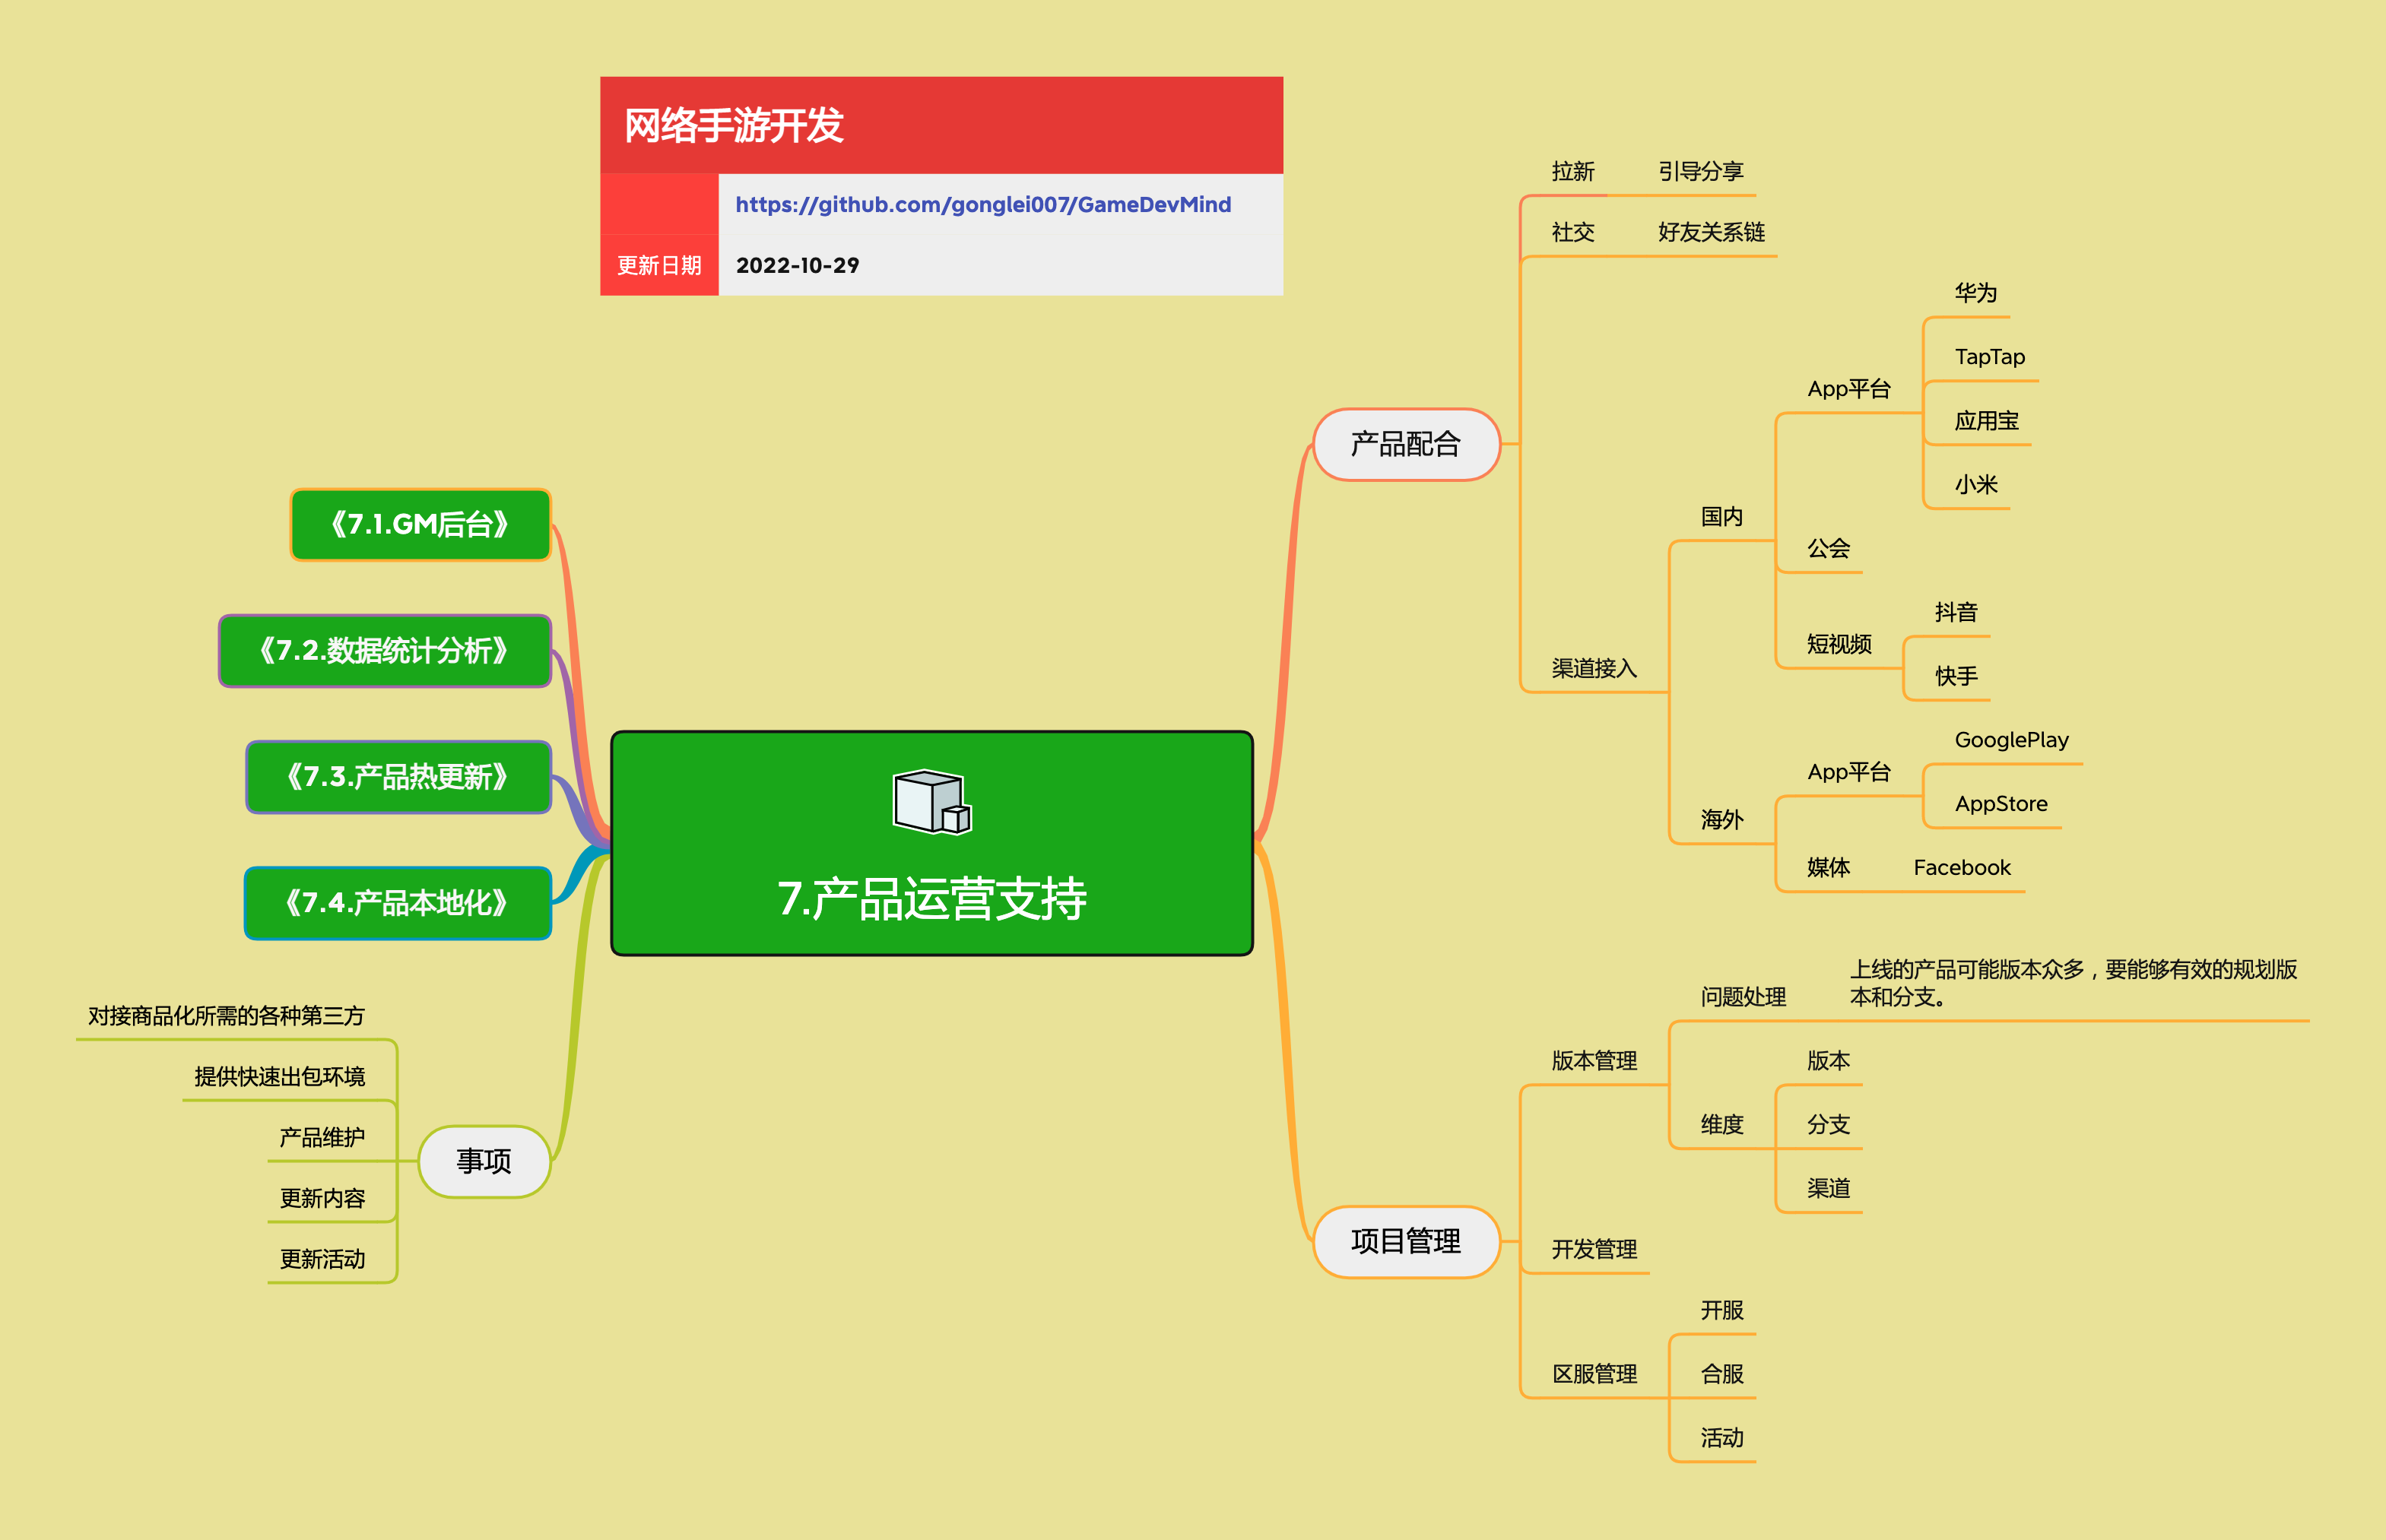 网络手游开发
https://github.com/gonglei007/GameDevMind
更新日期
2022-10-29
7.产品运营支持
产品配合
拉新
引导分享
社交
好友关系链
渠道接入
国内
App平台
华为
TapTap
应用宝
小米
公会
短视频
抖音
快手
海外
App平台
GooglePlay
AppStore
媒体
Facebook
项目管理
版本管理
问题处理
上线的产品可能版本众多，要能够有效的规划版
本和分支。
维度
版本
分支
渠道
开发管理
区服管理
开服
合服
活动
《7.1.GM后台》
《7.2.数据统计分析》
《7.3.产品热更新》
《7.4.产品本地化》
事项
对接商品化所需的各种第三方
提供快速出包环境
产品维护
更新内容
更新活动